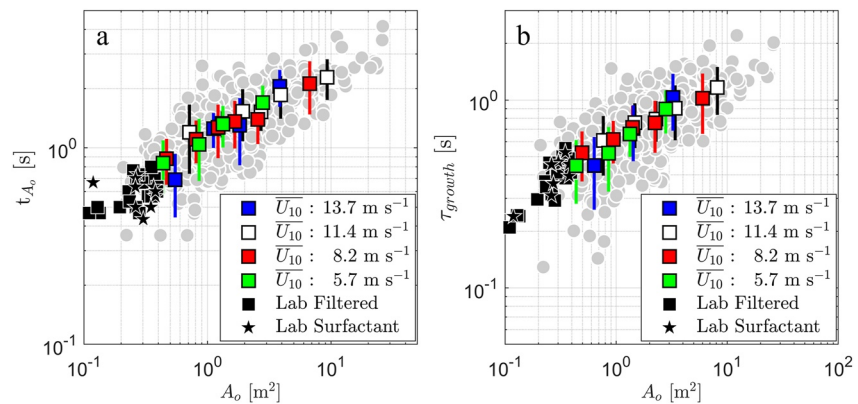 a
t_{A_o} [s]
10^0
10^{-1}
10^{-1} 10^0 10^1
A_o [m²]
\overline{U_{10}} : 13.7 m s⁻¹
\overline{U_{10}} : 11.4 m s⁻¹
\overline{U_{10}} : 8.2 m s⁻¹
\overline{U_{10}} : 5.7 m s⁻¹
Lab Filtered
Lab Surfactant
b
τ_{growth} [s]
10^0
10^{-1}
10^{-1} 10^0 10^1 10^2
A_o [m²]
\overline{U_{10}} : 13.7 m s⁻¹
\overline{U_{10}} : 11.4 m s⁻¹
\overline{U_{10}} : 8.2 m s⁻¹
\overline{U_{10}} : 5.7 m s⁻¹
Lab Filtered
Lab Surfactant